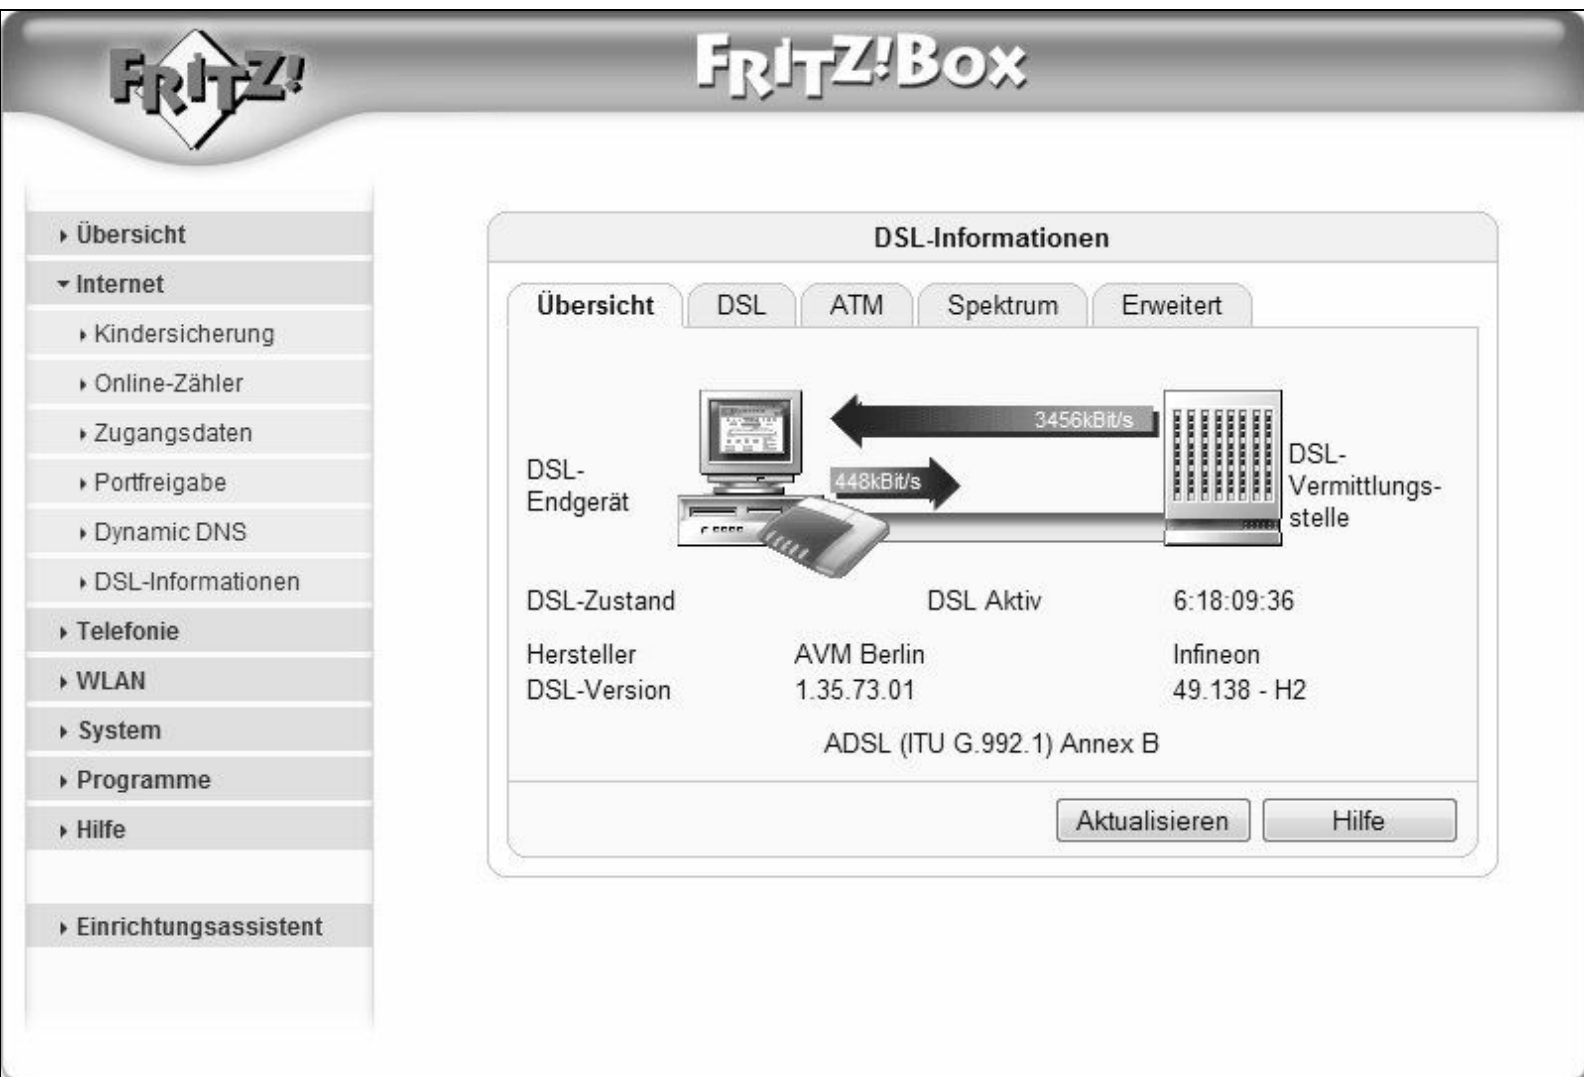 FRITZ!
FRITZ!BOX
Übersicht
Internet
Kindersicherung
Online-Zähler
Zugangsdaten
Portfreigabe
Dynamic DNS
DSL-Informationen
Telefonie
WLAN
System
Programme
Hilfe
Einrichtungsassistent
DSL-Informationen
Übersicht DSL ATM Spektrum Erweitert
3456kBit/s
448kBit/s
DSL-
Endgerät
DSL-
Vermittlungs-
stelle
DSL-Zustand DSL Aktiv 6:18:09:36
Hersteller AVM Berlin Infineon
DSL-Version 1.35.73.01 49.138 - H2
ADSL (ITU G.992.1) Annex B
Aktualisieren Hilfe